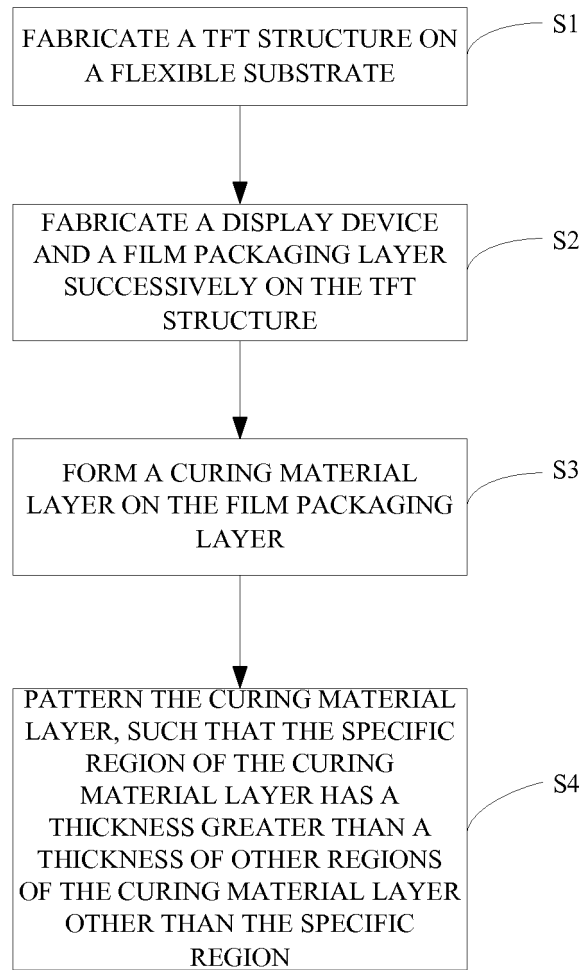 FABRICATE A TFT STRUCTURE ON
A FLEXIBLE SUBSTRATE
S1
FABRICATE A DISPLAY DEVICE
AND A FILM PACKAGING LAYER
SUCCESSIVELY ON THE TFT
STRUCTURE
S2
FORM A CURING MATERIAL
LAYER ON THE FILM PACKAGING
LAYER
S3
PATTERN THE CURING MATERIAL
LAYER, SUCH THAT THE SPECIFIC
REGION OF THE CURING
MATERIAL LAYER HAS A
THICKNESS GREATER THAN A
THICKNESS OF OTHER REGIONS
OF THE CURING MATERIAL LAYER
OTHER THAN THE SPECIFIC
REGION
S4